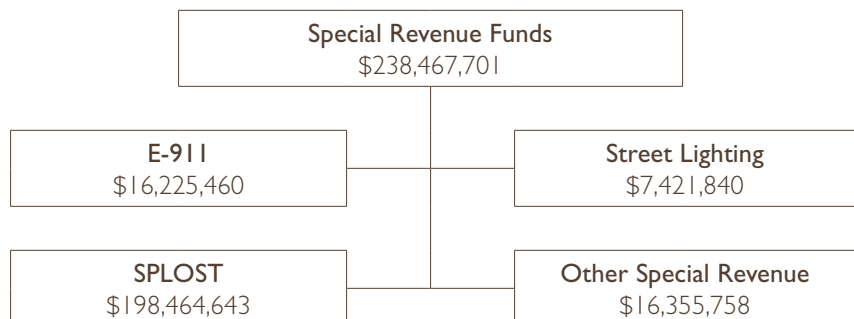 Special Revenue Funds
$238,467,701
E-911
$16,225,460
Street Lighting
$7,421,840
SPLOST
$198,464,643
Other Special Revenue
$16,355,758